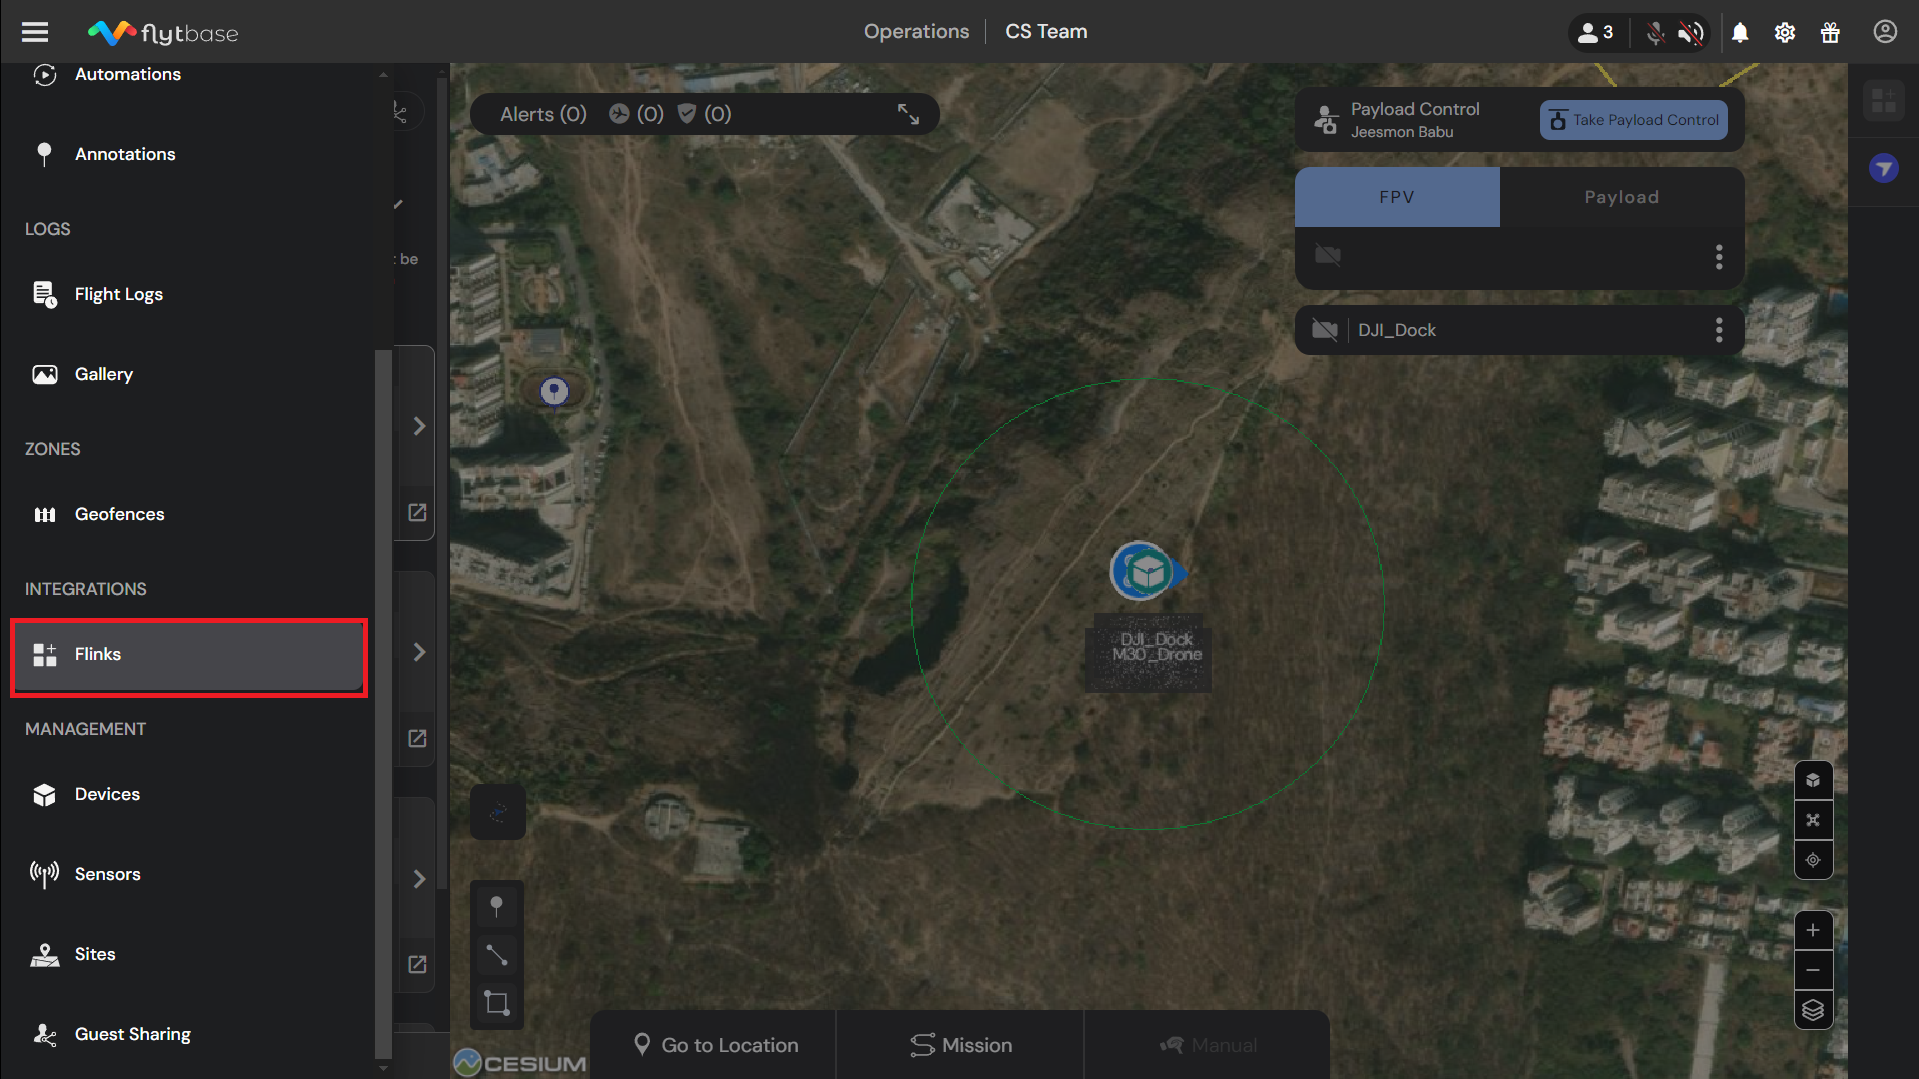 flytbase
Operations
CS Team
3
Automations
Annotations
LOGS
Flight Logs
Gallery
ZONES
Geofences
INTEGRATIONS
Flinks
MANAGEMENT
Devices
Sensors
Sites
Guest Sharing
be
Alerts (0) (0) (0)
Payload Control
Jeesmon Babu
Take Payload Control
FPV
Payload
DJI_Dock
DJI_Dock
M3D_Drone
CESIUM
Go to Location
Mission
Manual